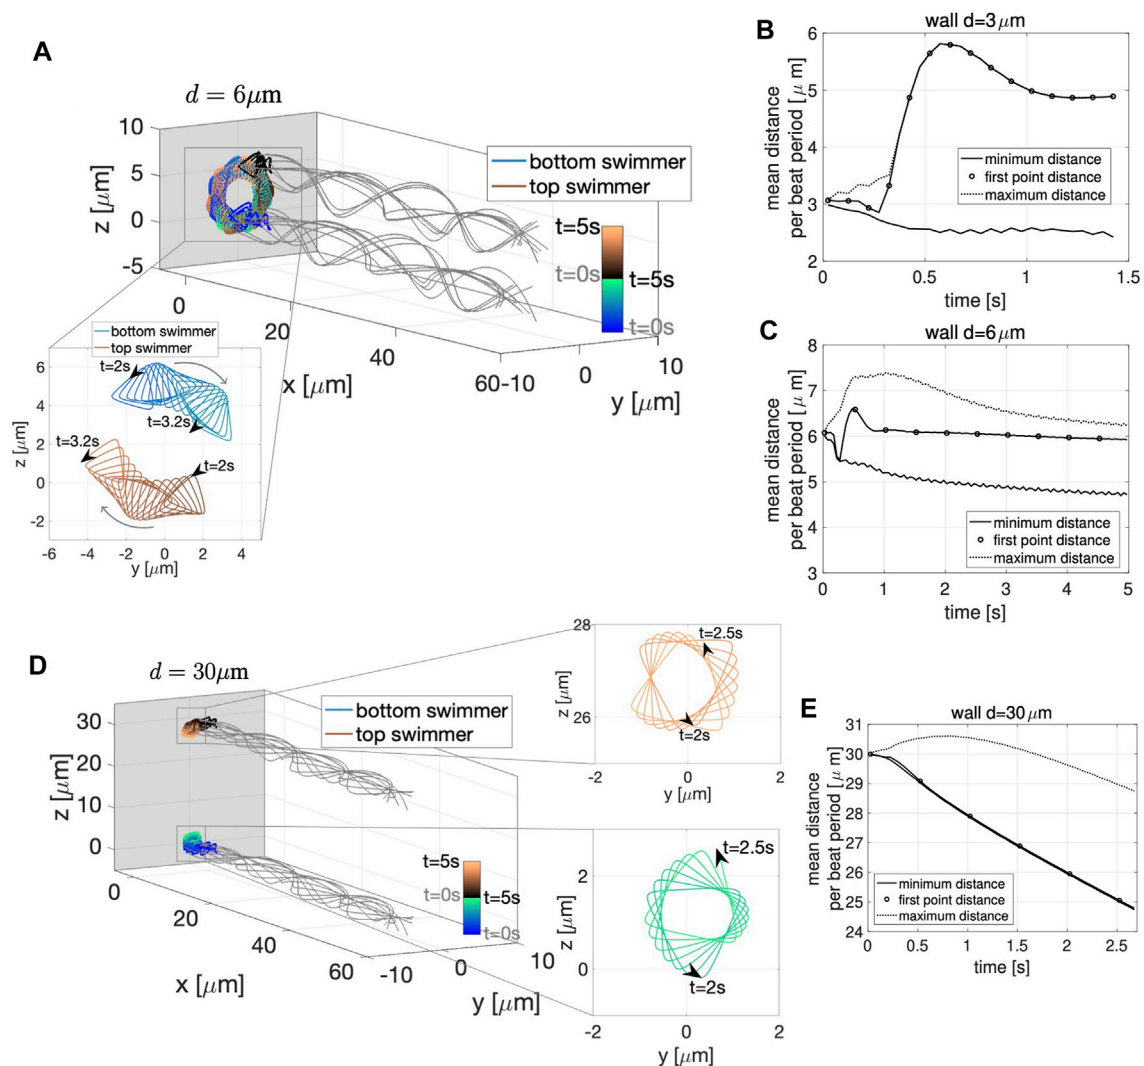 A
d = 6μm
10
5
0
-5
z [μm]
bottom swimmer
top swimmer
t=5s
t=0s
t=5s
t=0s
0
20
40
60
-10
0
10
x [μm]
y [μm]
bottom swimmer
top swimmer
t=2s
t=3.2s
t=3.2s
t=2s
6
4
2
0
-2
z [μm]
-6
-4
-2
0
2
4
y [μm]
B
wall d=3 μm
6
5
4
3
2
mean distance
per beat period [μ m]
minimum distance
first point distance
maximum distance
0
0.5
1
1.5
time [s]
C
wall d=6 μm
8
7
6
5
4
3
mean distance
per beat period [μ m]
minimum distance
first point distance
maximum distance
0
1
2
3
4
5
time [s]
D
d = 30μm
30
20
10
0
z [μm]
bottom swimmer
top swimmer
t=5s
t=0s
t=5s
t=0s
0
20
40
60
-10
0
10
x [μm]
y [μm]
28
26
z [μm]
t=2.5s
t=2s
-2
0
2
y [μm]
2
0
z [μm]
t=2.5s
t=2s
-2
0
2
y [μm]
E
wall d=30 μm
31
30
29
28
27
26
25
24
mean distance
per beat period [μ m]
minimum distance
first point distance
maximum distance
0
0.5
1
1.5
2
2.5
time [s]